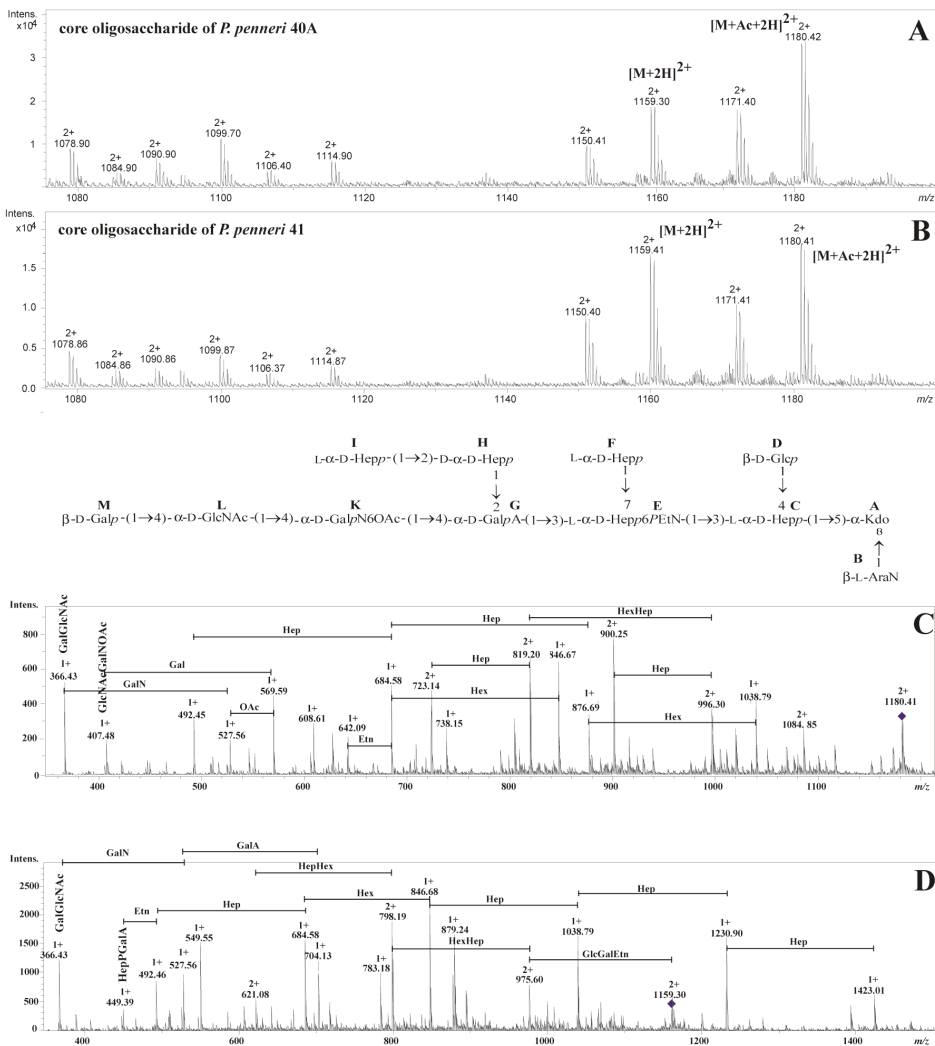 Intens.
x10⁴
core oligosaccharide of P. penneri 40A
A
[M+Ac+2H]²⁺
2+
1180.42
[M+2H]²⁺
2+
1159.30
2+
1171.40
2+
1150.41
2+
1078.90
2+
1084.90
2+
1090.90
2+
1099.70
2+
1106.40
2+
1114.90
3
2
1
1080 1100 1120 1140 1160 1180 m/z
Intens.
x10⁴
core oligosaccharide of P. penneri 41
B
[M+2H]²⁺
2+
1159.41
2+
1180.41
[M+Ac+2H]²⁺
2+
1150.40
2+
1171.41
2+
1078.86
2+
1084.86
2+
1090.86
2+
1099.87
2+
1106.37
2+
1114.87
1.5
1.0
0.5
0.0
1080 1100 1120 1140 1160 1180 m/z
I H F D
L-α-D-Hepp-(1→2)-D-α-D-Hepp L-α-D-Hepp β-D-Glcp
1 1 1
↓ ↓ ↓
M L K 2 G 7 E 4 C A
β-D-Galp-(1→4)-α-D-GlcNAc-(1→4)-α-D-GalpN6OAc-(1→4)-α-D-GalpA-(1→3)-L-α-D-Hepp6PEtN-(1→3)-L-α-D-Hepp-(1→5)-α-Kdo
8
↑
B 1
β-L-AraN
Intens.
C
GalGlcNAc
GlcNAcGalNOAc
Hep
Hep
HexHep
Gal
GalN
OAc
Etn
Hep
Hex
Hep
Hex
1+
366.43
1+
407.48
1+
492.45
1+
527.56
1+
569.59
1+
608.61
1+
642.09
1+
684.58
2+
723.14
1+
738.15
2+
819.20
1+
846.67
1+
876.69
2+
900.25
2+
996.30
1+
1038.79
2+
1084. 85
2+
1180.41
800
600
400
200
0
400 500 600 700 800 900 1000 1100 m/z
Intens.
D
GalGlcNAc
HepPGalA
GalN
GalA
HepHex
Etn
Hep
Hex
Hep
Hep
HexHep
GlcGalEtn
Hep
1+
366.43
1+
449.39
1+
492.46
1+
527.56
1+
549.55
2+
621.08
1+
684.58
1+
704.13
1+
783.18
2+
798.19
1+
846.68
1+
879.24
2+
975.60
1+
1038.79
2+
1159.30
1+
1230.90
1+
1423.01
2500
2000
1500
1000
500
0
400 600 800 1000 1200 1400 m/z